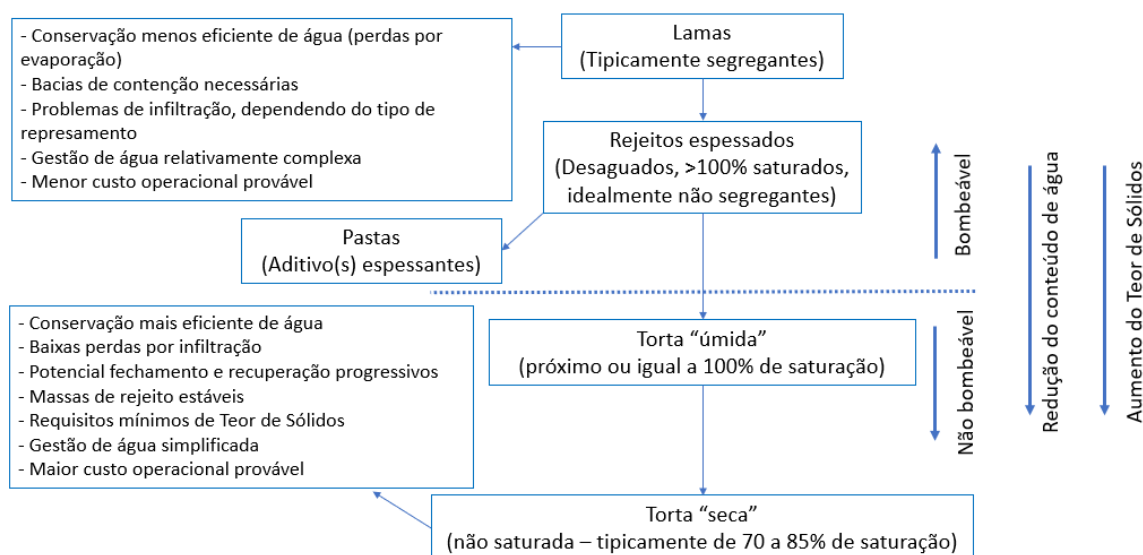 Lamas
(Tipicamente segregantes)
- Conservação menos eficiente de água (perdas por
evaporação)
- Bacias de contenção necessárias
- Problemas de infiltração, dependendo do tipo de
represamento
- Gestão de água relativamente complexa
- Menor custo operacional provável
Rejeitos espessados
(Desaguados, >100% saturados,
idealmente não segregantes)
Pastas
(Aditivo(s) espessantes)
Bombeável
Redução do conteúdo de água
Aumento do Teor de Sólidos
- Conservação mais eficiente de água
- Baixas perdas por infiltração
- Potencial fechamento e recuperação progressivos
- Massas de rejeito estáveis
- Requisitos mínimos de Teor de Sólidos
- Gestão de água simplificada
- Maior custo operacional provável
Torta “úmida”
(próximo ou igual a 100% de saturação)
Não bombeável
Torta “seca”
(não saturada – tipicamente de 70 a 85% de saturação)